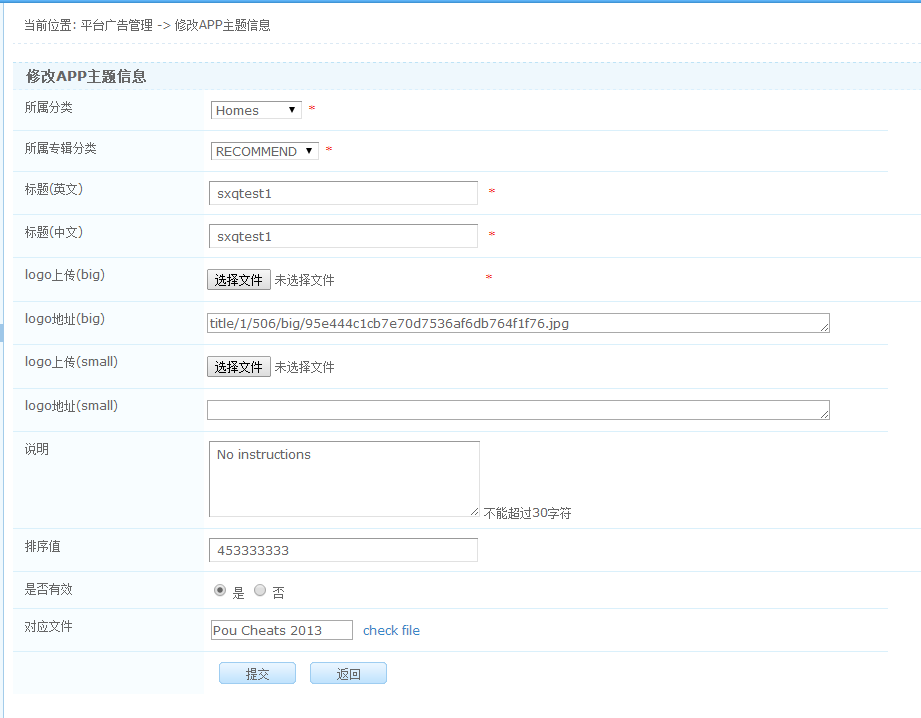 当前位置: 平台广告管理 -> 修改APP主题信息
修改APP主题信息
所属分类 Homes *
所属专辑分类 RECOMMEND *
标题(英文) sxqtest1 *
标题(中文) sxqtest1 *
logo上传(big) 选择文件 未选择文件 *
logo地址(big) title/1/506/big/95e444c1cb7e70d7536af6db764f1f76.jpg
logo上传(small) 选择文件 未选择文件
logo地址(small)
说明 No instructions
不能超过30字符
排序值 453333333
是否有效 是 否
对应文件 Pou Cheats 2013 check file
提交 返回